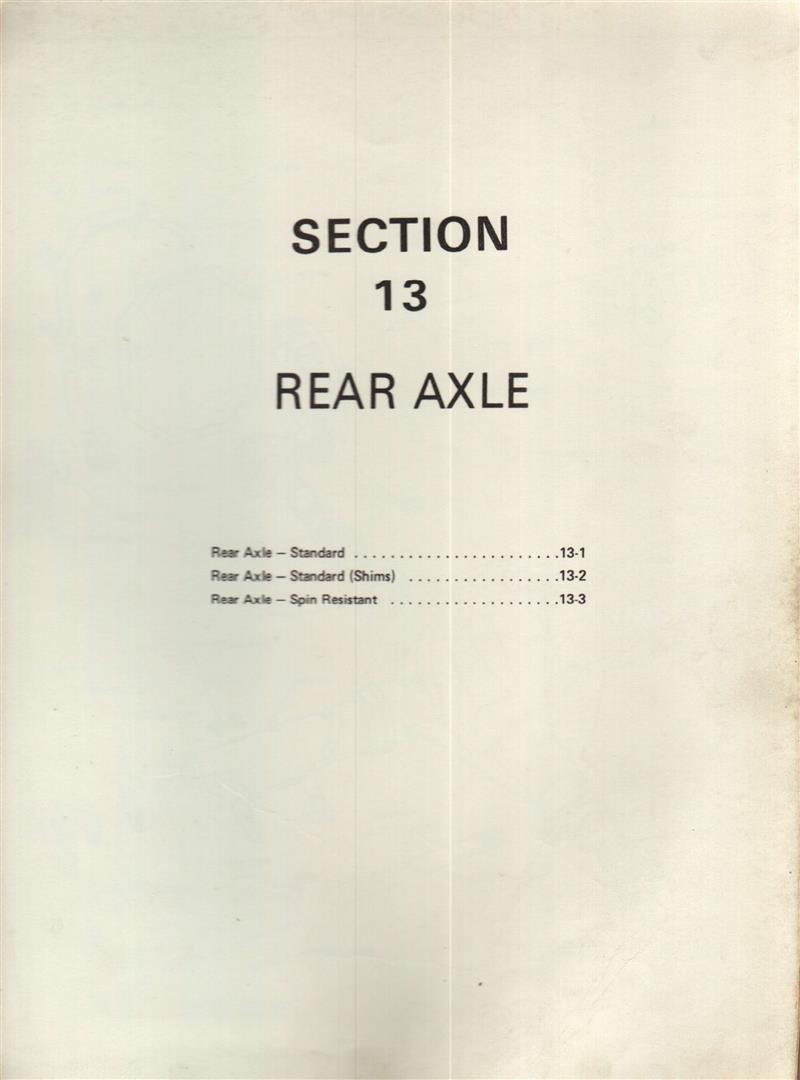 SECTION
13
REAR AXLE
Rear Axle – Standard . . . . . . . . . . . . . . . . . . . . . . . 13-1
Rear Axle – Standard (Shims) . . . . . . . . . . . . . . . . . 13-2
Rear Axle – Spin Resistant . . . . . . . . . . . . . . . . . . . 13-3